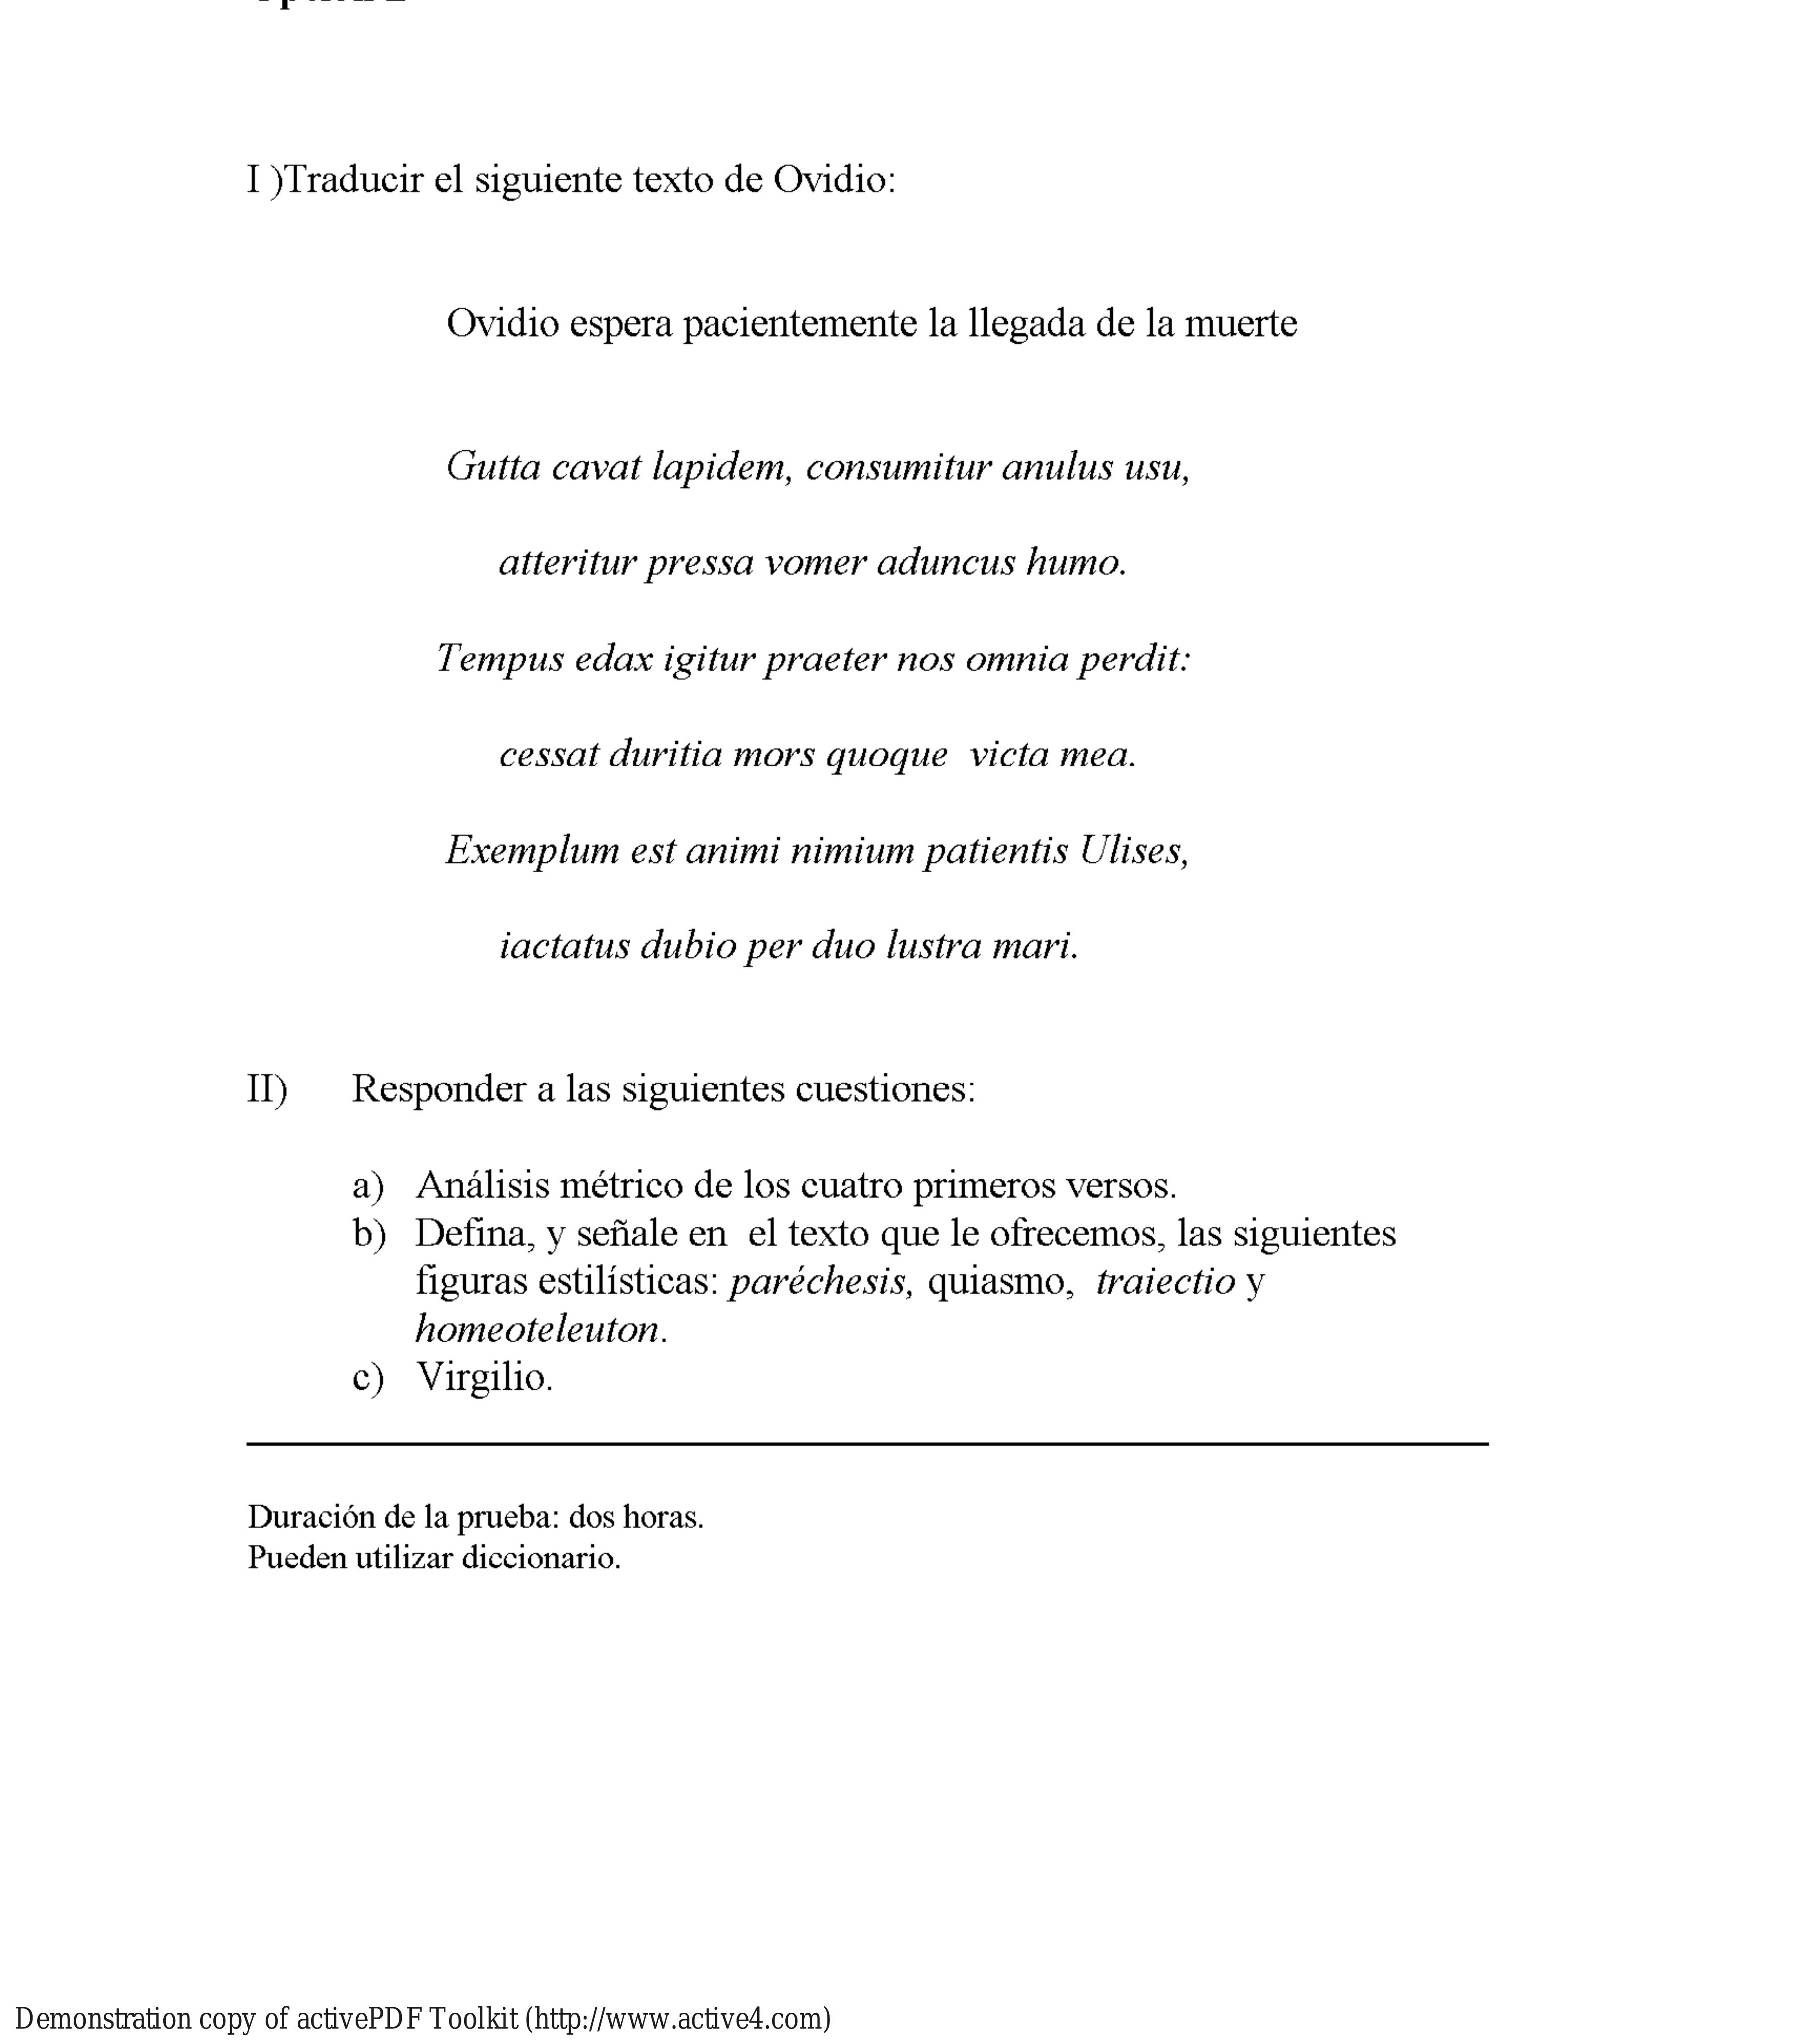 I )Traducir el siguiente texto de Ovidio:
Ovidio espera pacientemente la llegada de la muerte
Gutta cavat lapidem, consumitur anulus usu,
atteritur pressa vomer aduncus humo.
Tempus edax igitur praeter nos omnia perdit:
cessat duritia mors quoque  victa mea.
Exemplum est animi nimium patientis Ulises,
iactatus dubio per duo lustra mari.
II) Responder a las siguientes cuestiones:
a) Análisis métrico de los cuatro primeros versos.
b) Defina, y señale en  el texto que le ofrecemos, las siguientes
figuras estilísticas: paréchesis, quiasmo,  traiectio y
homeoteleuton.
c) Virgilio.
Duración de la prueba: dos horas.
Pueden utilizar diccionario.
Demonstration copy of activePDF Toolkit (http://www.active4.com)